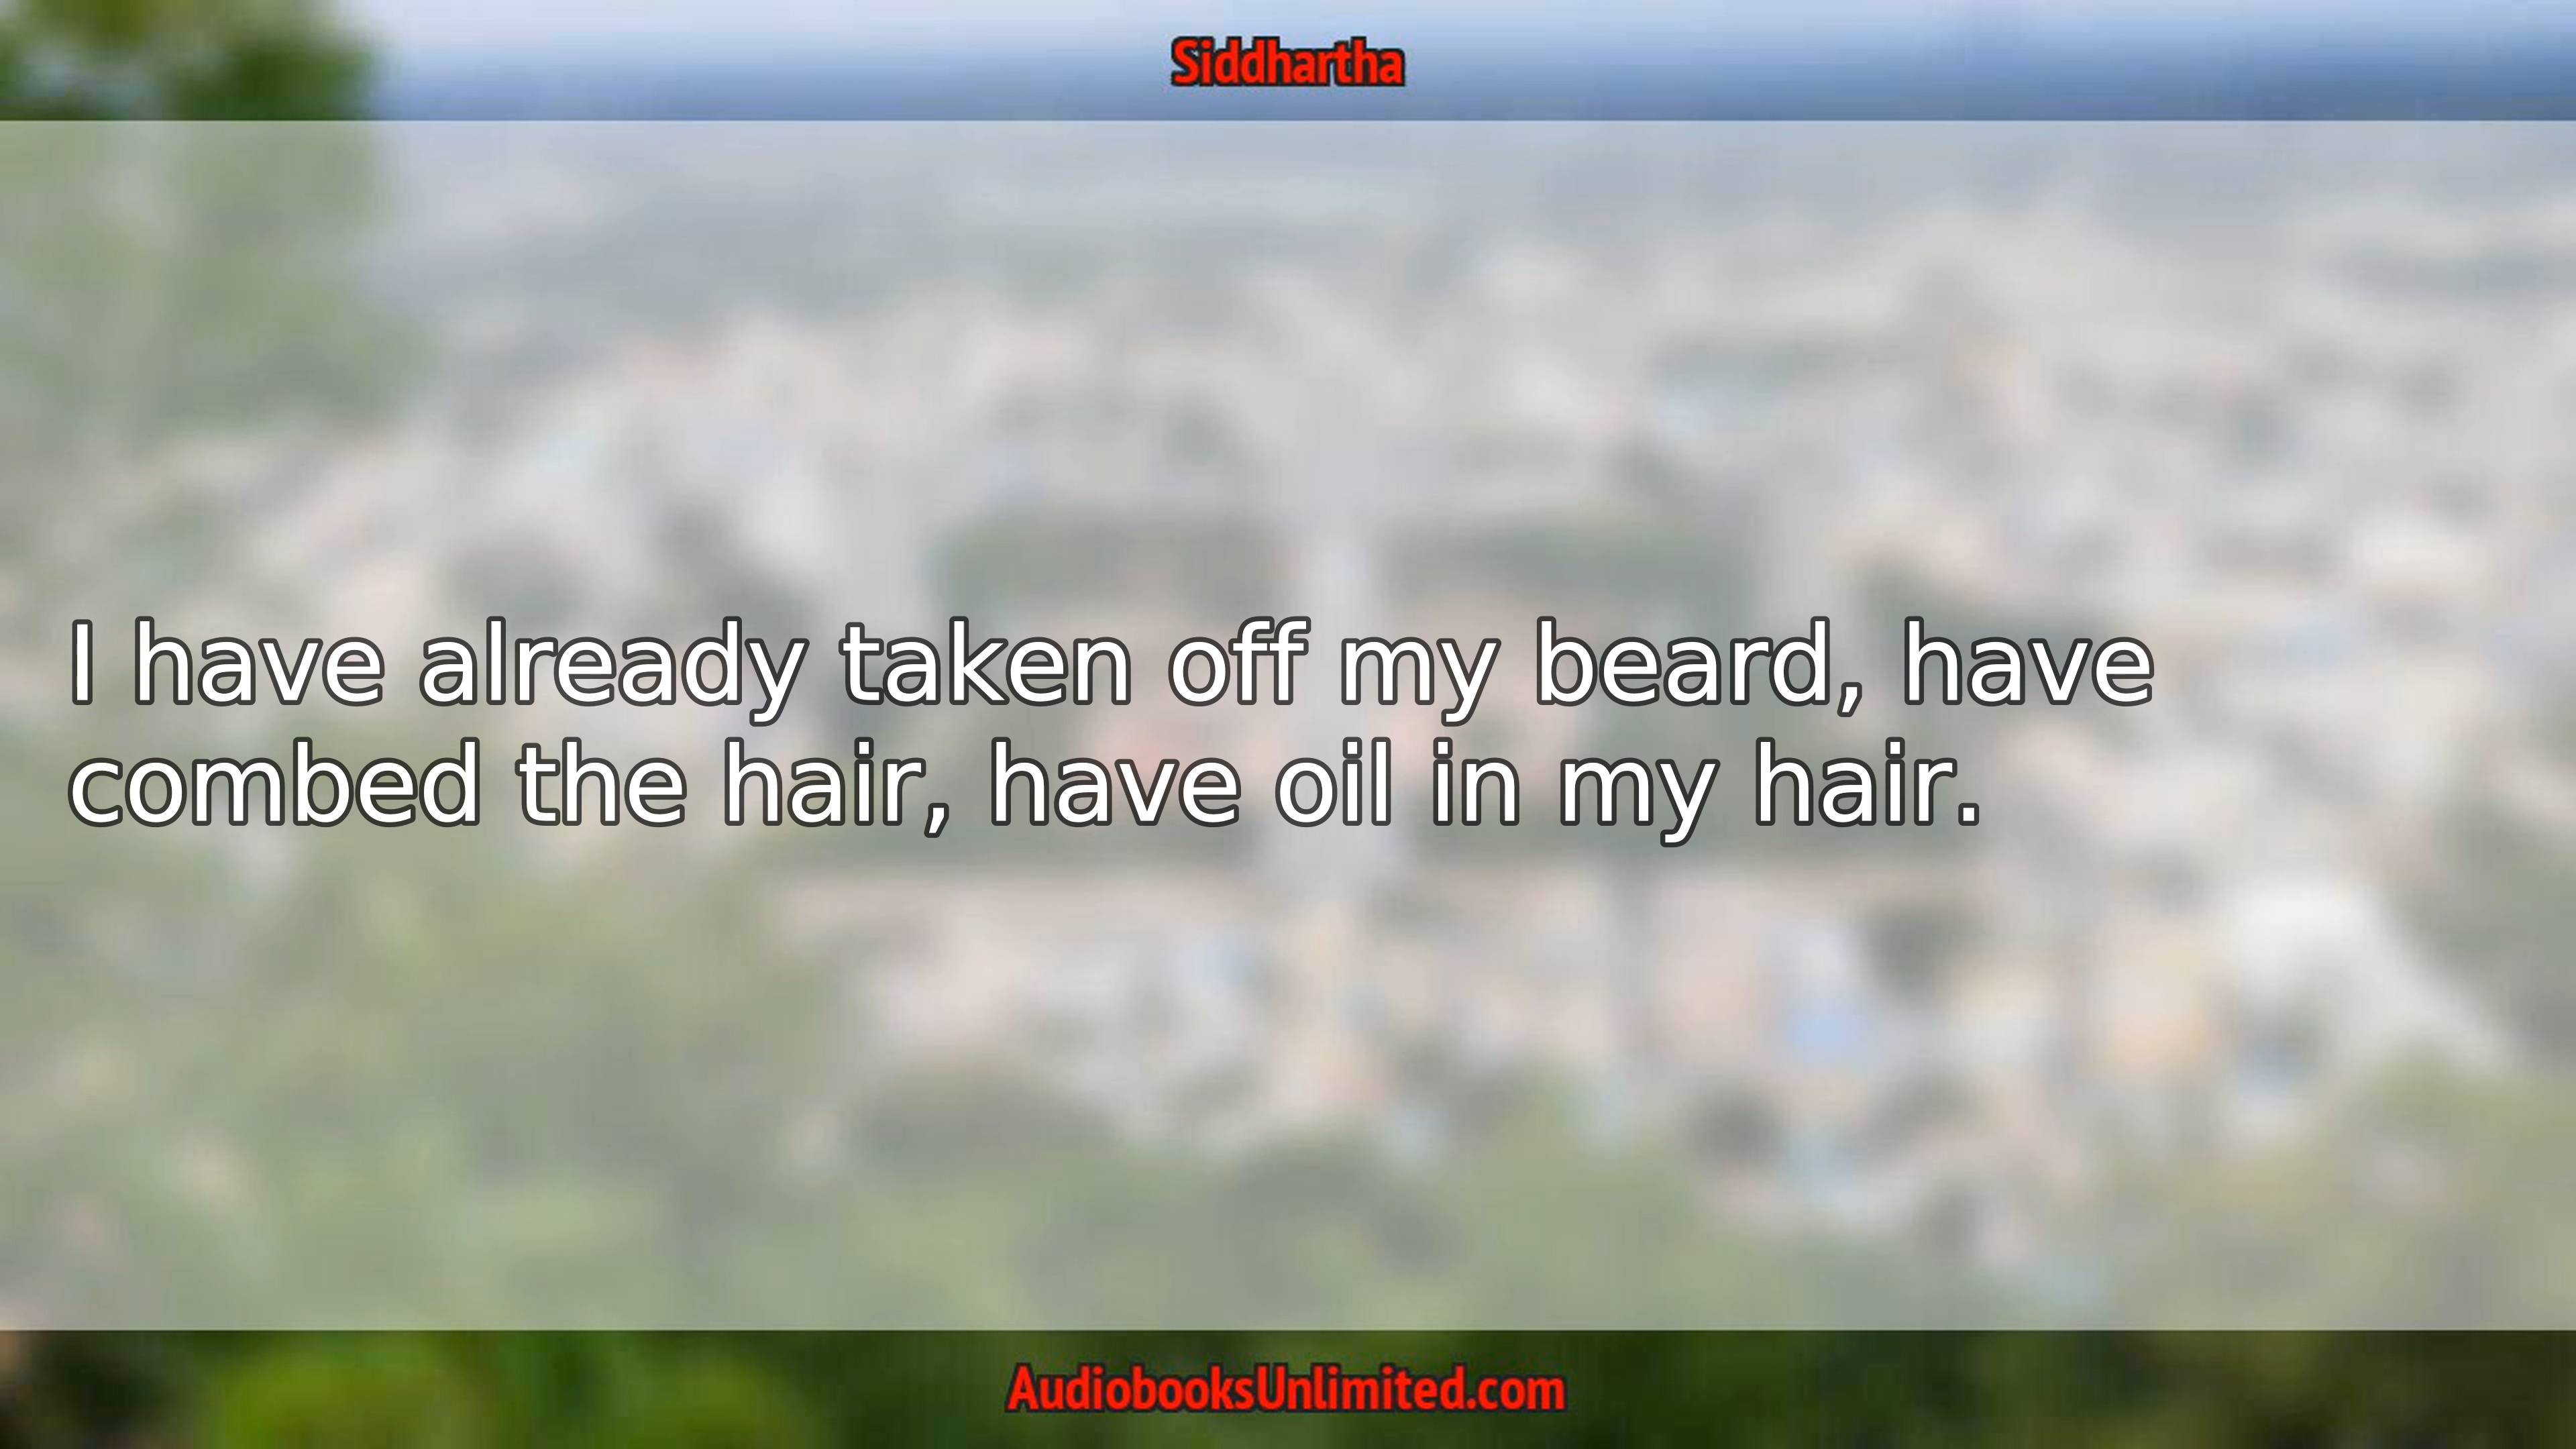 Siddhartha
I have already taken off my beard, have
combed the hair, have oil in my hair.
AudiobooksUnlimited.com